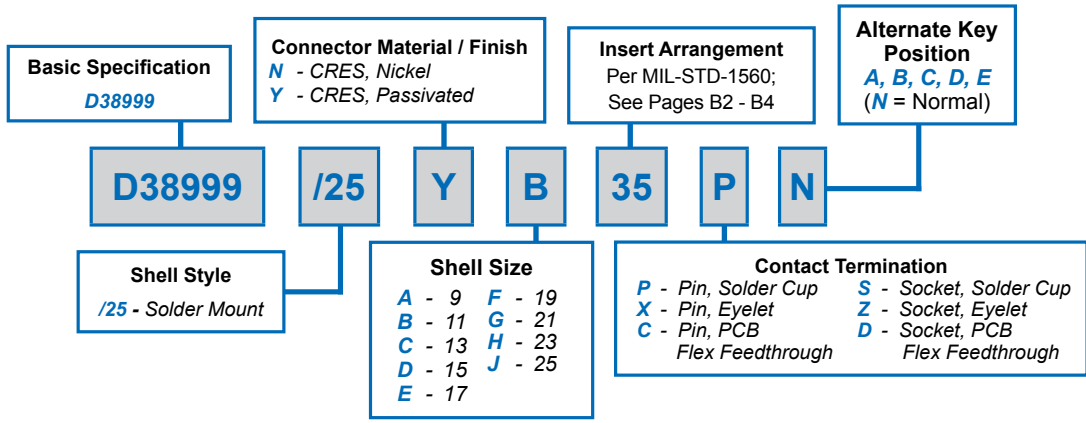 Basic Specification
D38999
Connector Material / Finish
N - CRES, Nickel
Y - CRES, Passivated
Insert Arrangement
Per MIL-STD-1560;
See Pages B2 - B4
Alternate Key
Position
A, B, C, D, E
(N = Normal)
D38999 /25 Y B 35 P N
Shell Style
/25 - Solder Mount
Shell Size
A - 9 F - 19
B - 11 G - 21
C - 13 H - 23
D - 15 J - 25
E - 17
Contact Termination
P - Pin, Solder Cup S - Socket, Solder Cup
X - Pin, Eyelet Z - Socket, Eyelet
C - Pin, PCB D - Socket, PCB
Flex Feedthrough Flex Feedthrough